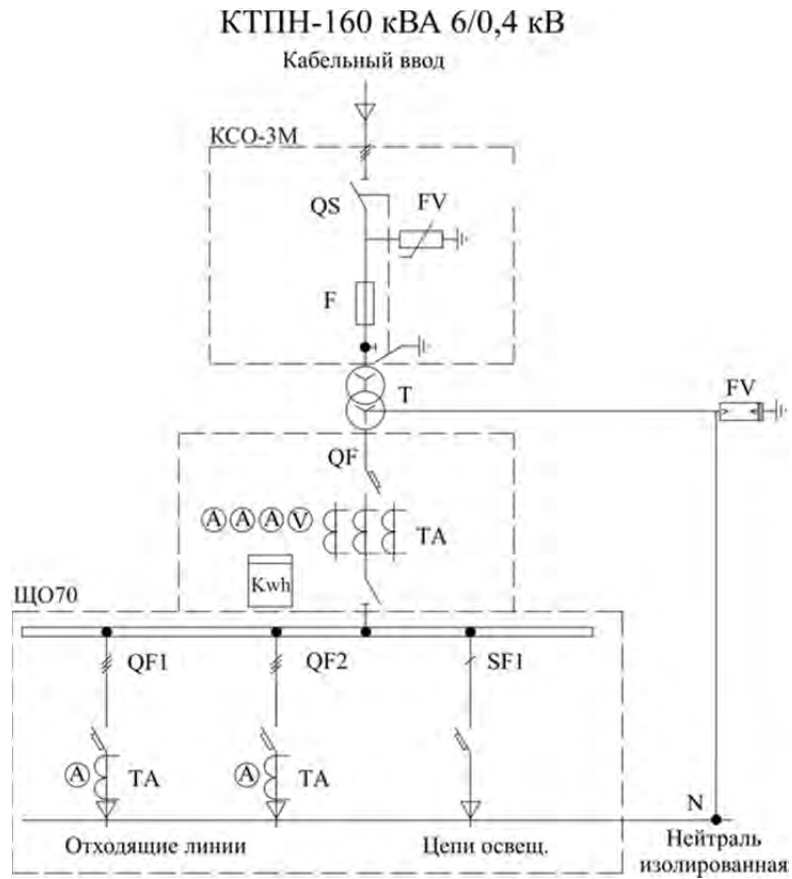 КТПН-160 кВА 6/0,4 кВ
Кабельный ввод
КСО-3М
QS
FV
F
T
FV
QF
A A A V
TA
Kwh
ЩО70
QF1
QF2
SF1
A
TA
A
TA
N
Отходящие линии
Цепи освещ.
Нейтраль
изолированная